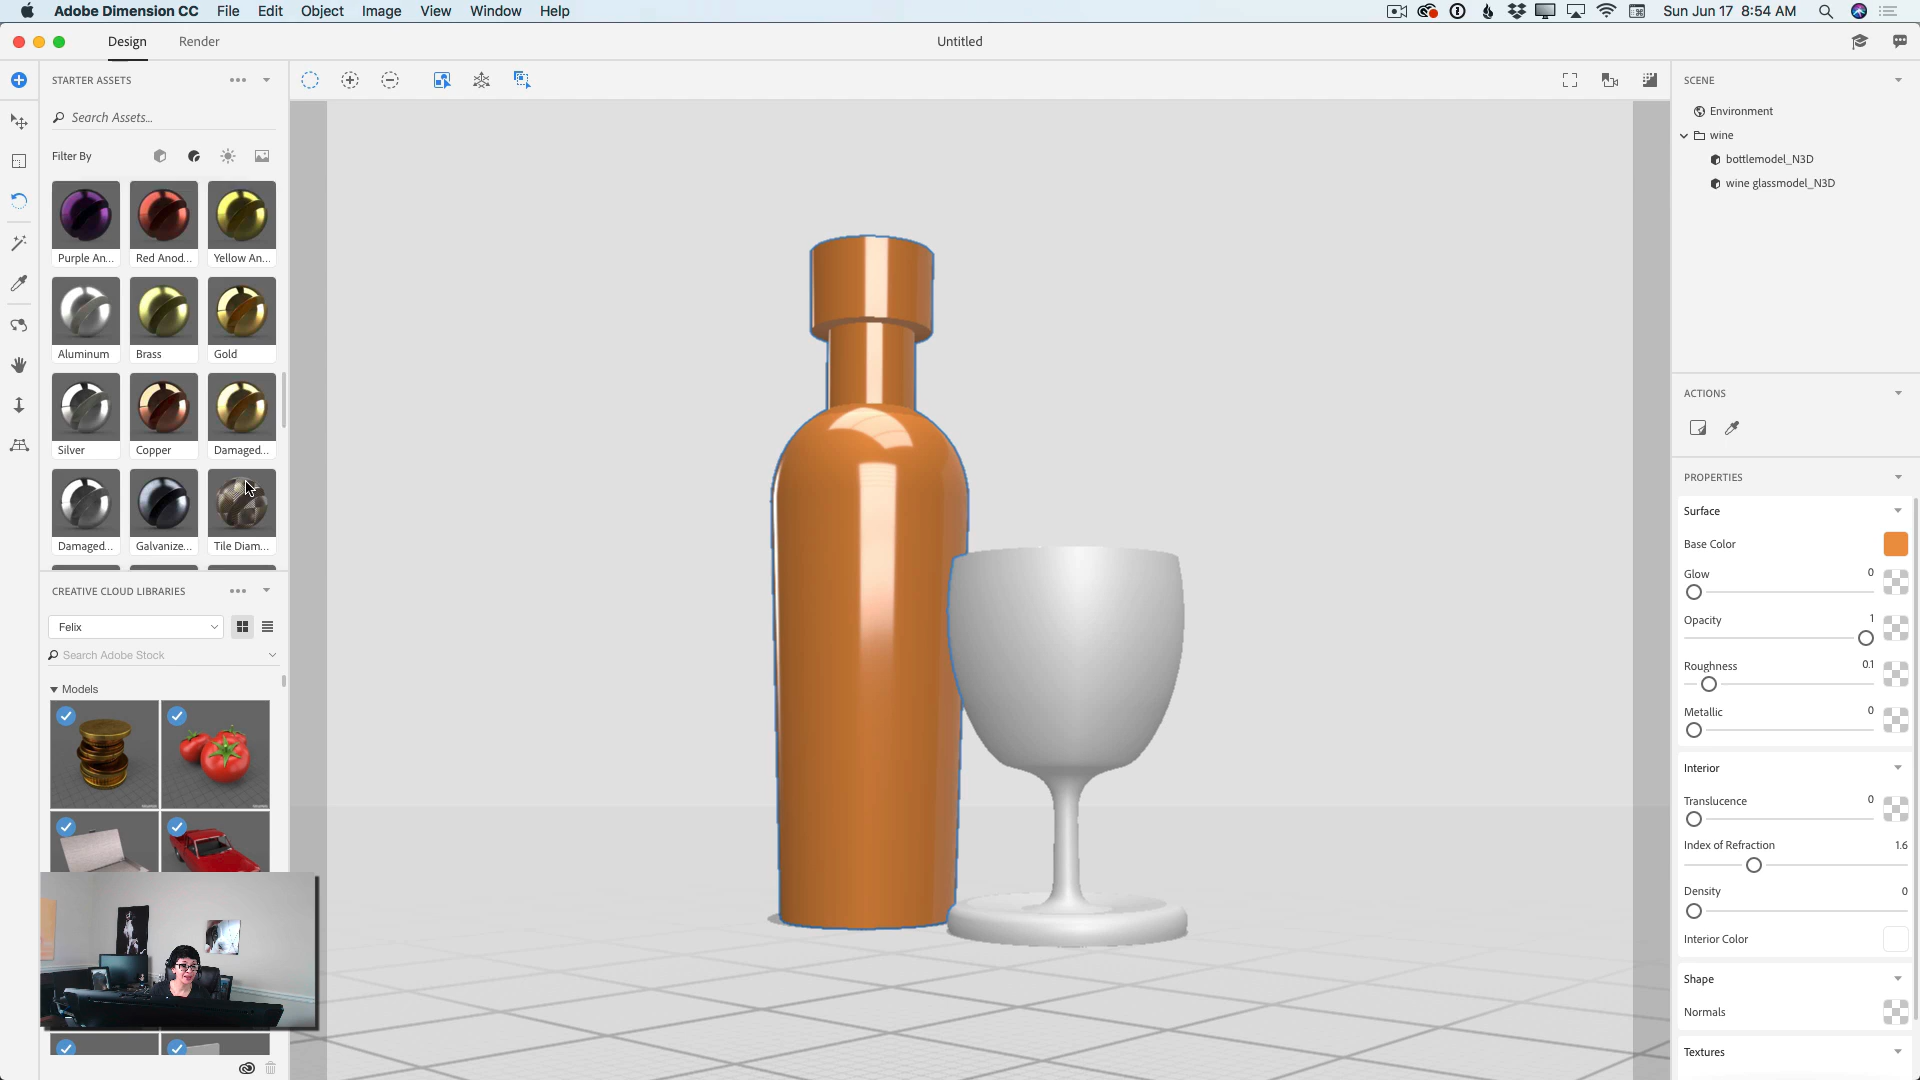 Adobe Dimension CC File Edit Object Image View Window Help
Sun Jun 17 8:54 AM
Design Render Untitled
STARTER ASSETS
Search Assets...
Filter By
Purple An... Red Anod... Yellow An...
Aluminum Brass Gold
Silver Copper Damaged...
Damaged... Galvanize... Tile Diam...
CREATIVE CLOUD LIBRARIES
Felix
Search Adobe Stock
Models
SCENE
Environment
wine
bottlemodel_N3D
wine glassmodel_N3D
ACTIONS
PROPERTIES
Surface
Base Color
Glow 0
Opacity 1
Roughness 0.1
Metallic 0
Interior
Translucence 0
Index of Refraction 1.6
Density 0
Interior Color
Shape
Normals
Textures